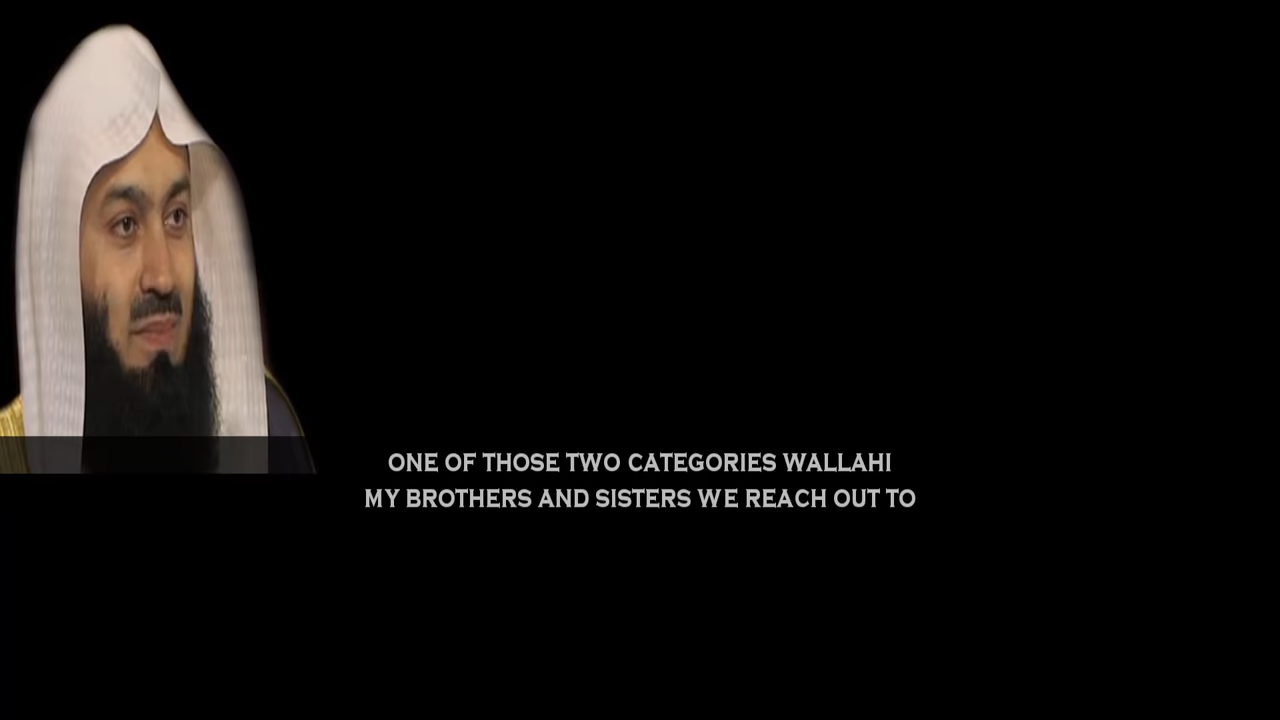 ONE OF THOSE TWO CATEGORIES WALLAHI
MY BROTHERS AND SISTERS WE REACH OUT TO